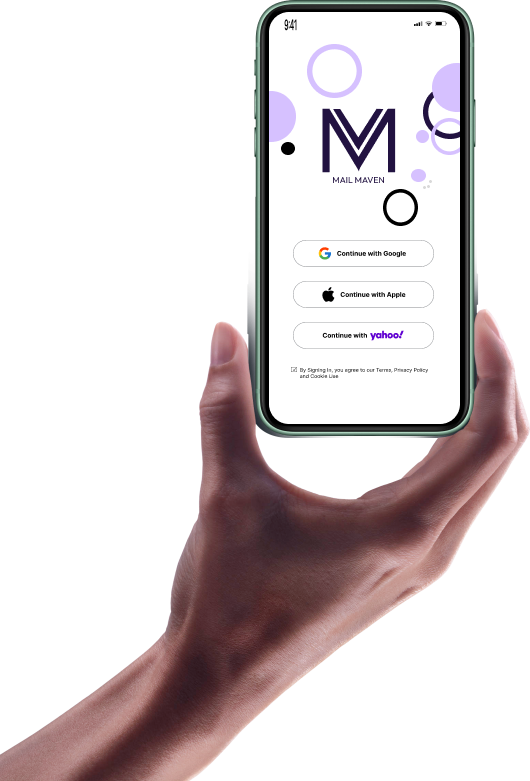 9:41
MAIL MAVEN
Continue with Google
Continue with Apple
Continue with yahoo!
By Signing In, you agree to our Terms, Privacy Policy
and Cookie Use